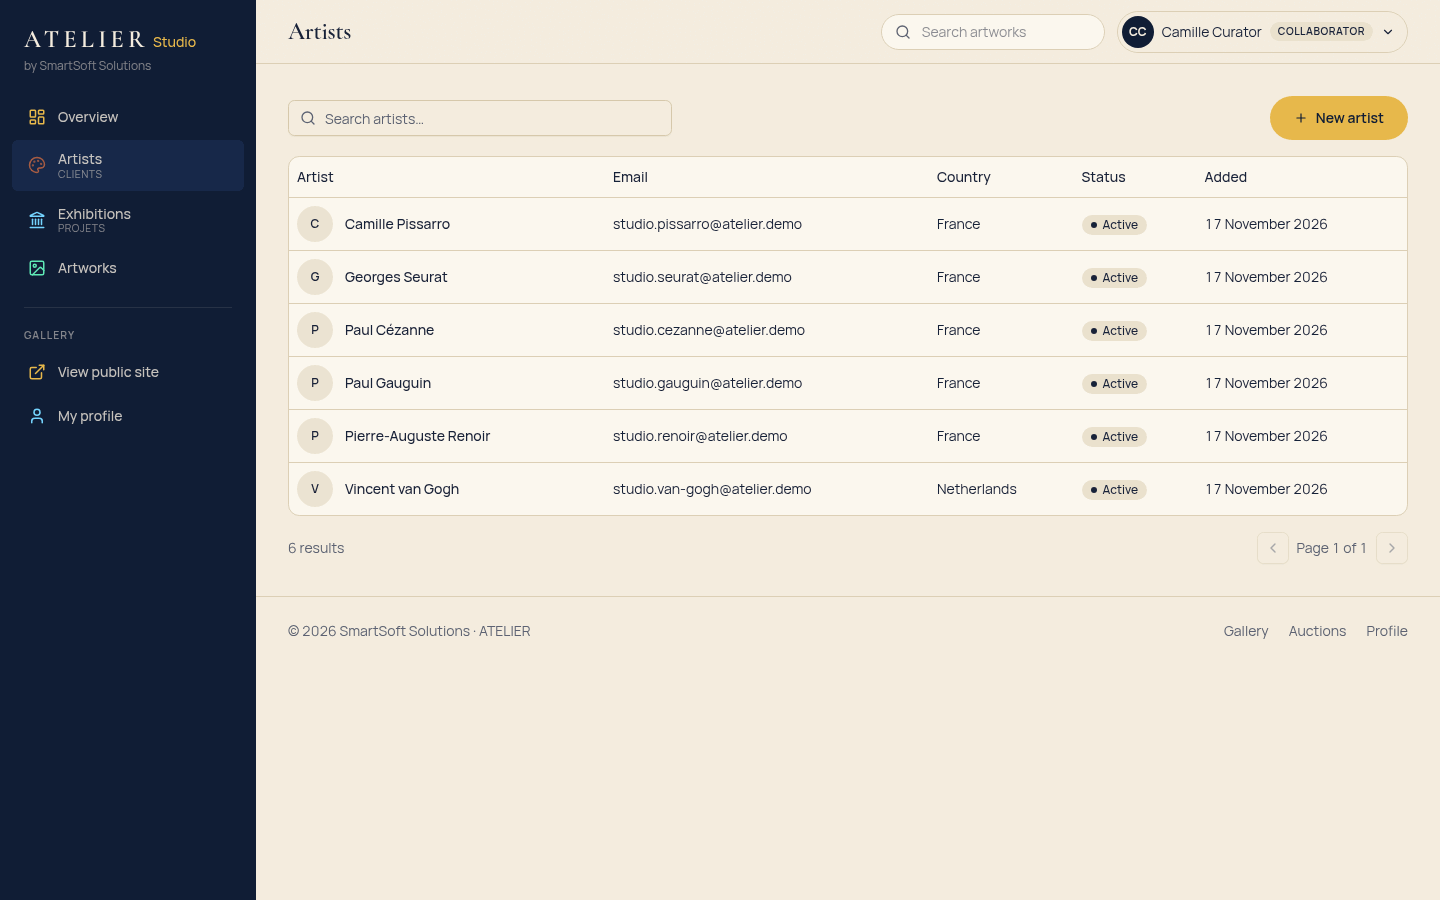 ATELIER Studio
by SmartSoft Solutions
Overview
Artists
CLIENTS
Exhibitions
PROJETS
Artworks
GALLERY
View public site
My profile
Artists
Search artworks
CC Camille Curator COLLABORATOR
Search artists...
New artist
Artist Email Country Status Added
C Camille Pissarro studio.pissarro@atelier.demo France Active 17 November 2026
G Georges Seurat studio.seurat@atelier.demo France Active 17 November 2026
P Paul Cézanne studio.cezanne@atelier.demo France Active 17 November 2026
P Paul Gauguin studio.gauguin@atelier.demo France Active 17 November 2026
P Pierre-Auguste Renoir studio.renoir@atelier.demo France Active 17 November 2026
V Vincent van Gogh studio.van-gogh@atelier.demo Netherlands Active 17 November 2026
6 results
Page 1 of 1
© 2026 SmartSoft Solutions · ATELIER
Gallery Auctions Profile